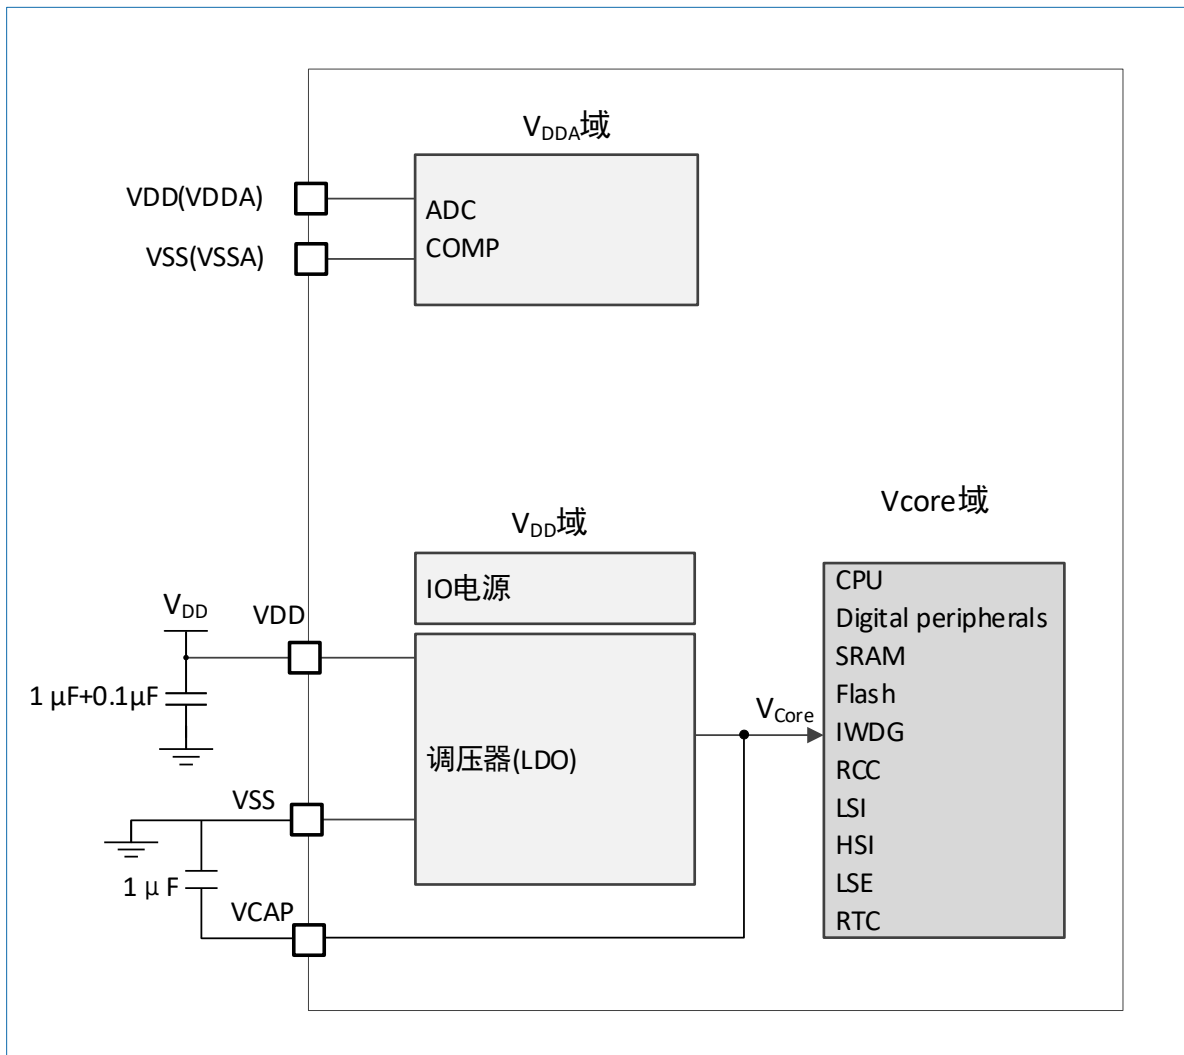 VDDA域
VDD(VDDA)
ADC
VSS(VSSA)
COMP
Vcore域
VDD域
IO电源
VDD
VDD
1 μF+0.1μF
调压器(LDO)
VSS
1 μ F
VCAP
VCore
CPU
Digital peripherals
SRAM
Flash
IWDG
RCC
LSI
HSI
LSE
RTC